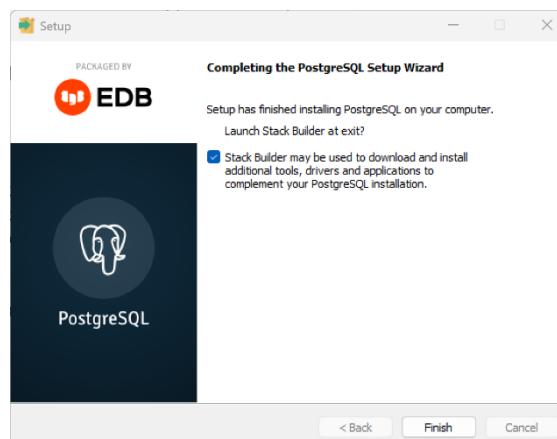 Setup
PACKAGED BY
EDB
PostgreSQL
Completing the PostgreSQL Setup Wizard
Setup has finished installing PostgreSQL on your computer.
Launch Stack Builder at exit?
Stack Builder may be used to download and install
additional tools, drivers and applications to
complement your PostgreSQL installation.
< Back
Finish
Cancel